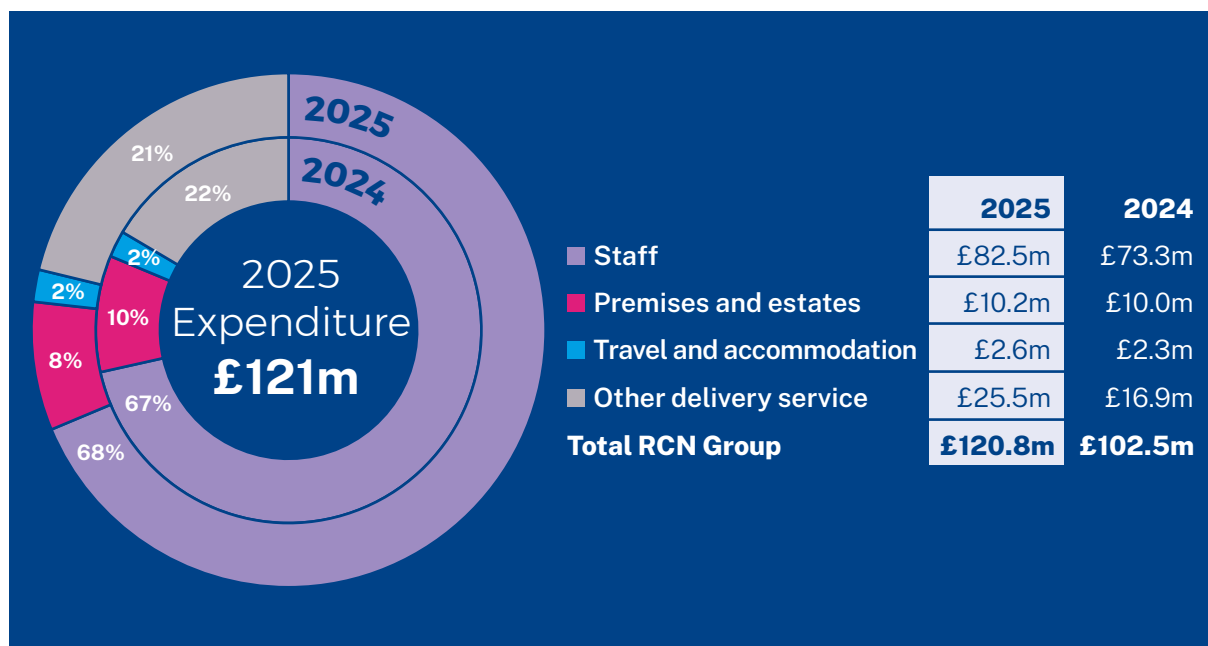 2025
2024
21%
22%
2%
2%
10%
8%
67%
68%
2025
Expenditure
£121m
2025 2024
Staff £82.5m £73.3m
Premises and estates £10.2m £10.0m
Travel and accommodation £2.6m £2.3m
Other delivery service £25.5m £16.9m
Total RCN Group £120.8m £102.5m